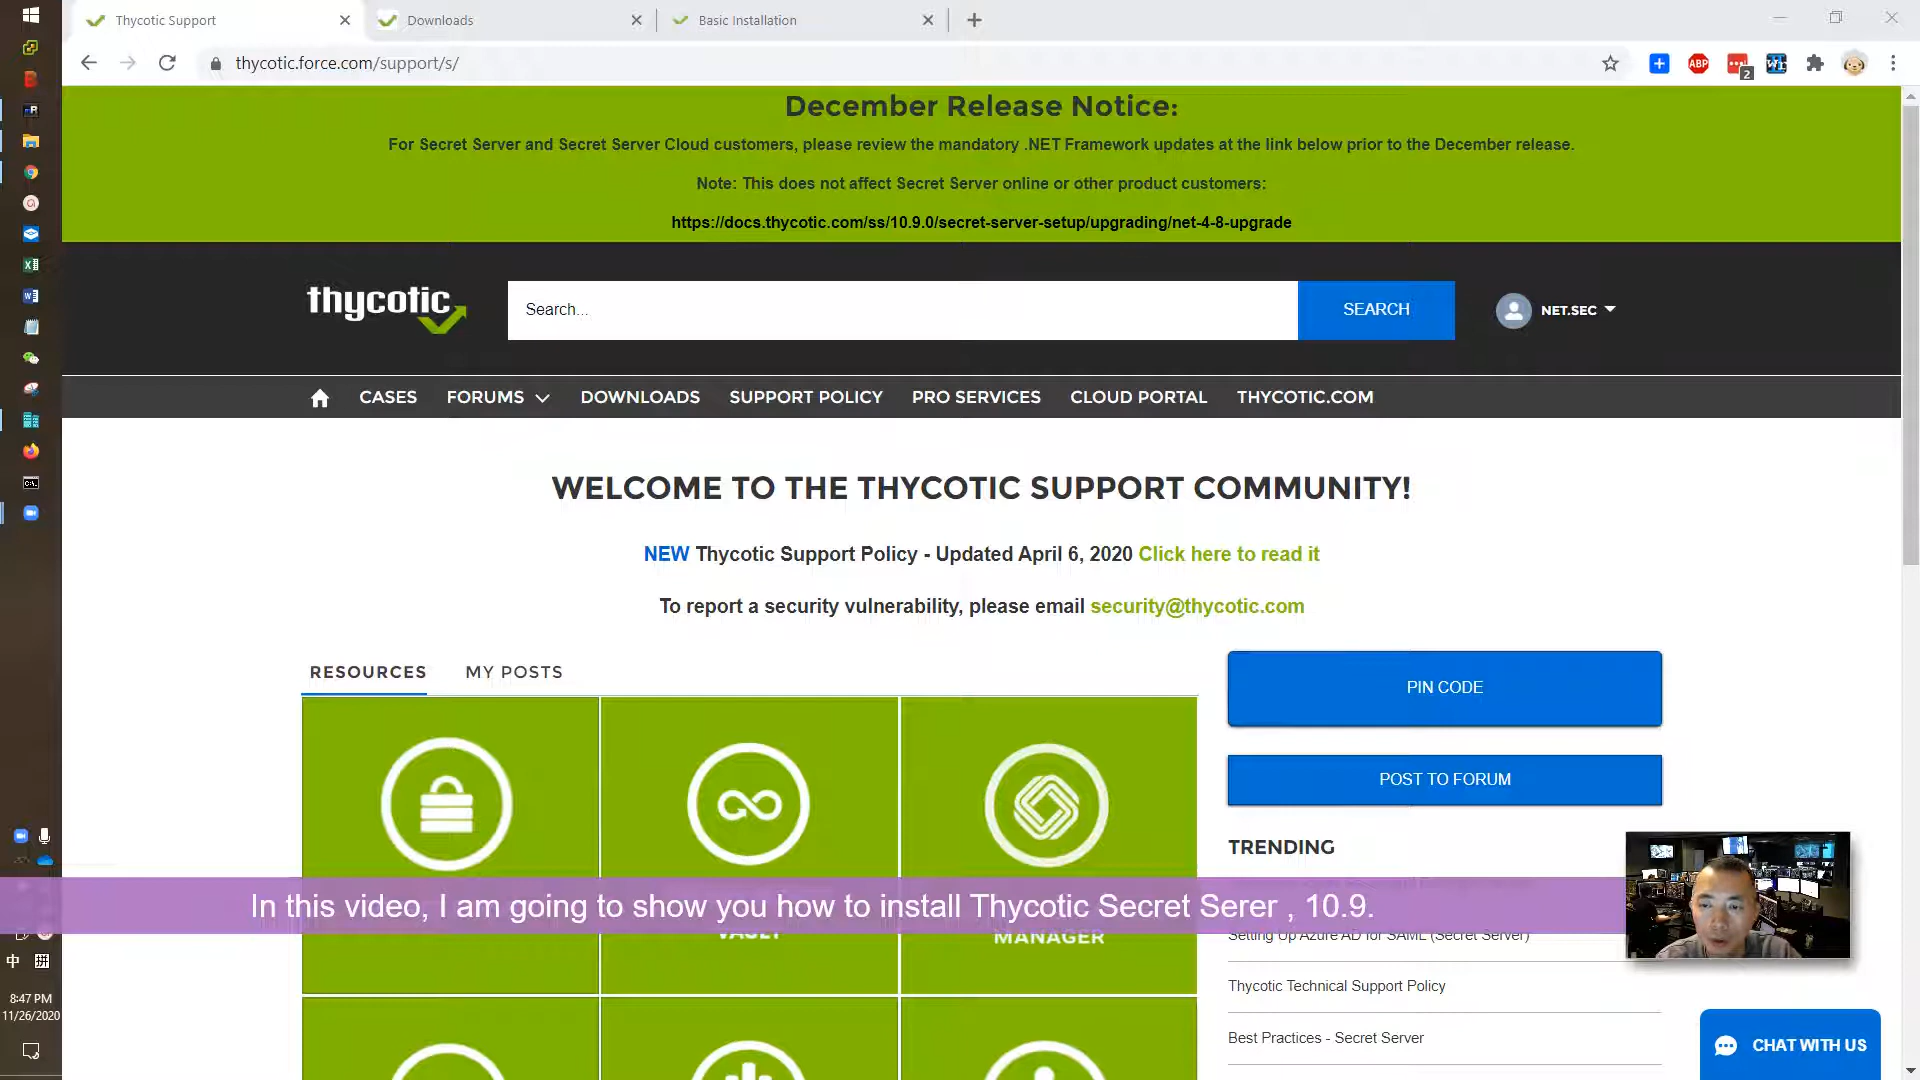 Thycotic Support
Downloads
Basic Installation
thycotic.force.com/support/s/
ABP
2
December Release Notice:
For Secret Server and Secret Server Cloud customers, please review the mandatory .NET Framework updates at the link below prior to the December release.
Note: This does not affect Secret Server online or other product customers:
https://docs.thycotic.com/ss/10.9.0/secret-server-setup/upgrading/net-4-8-upgrade
thycotic
Search...
SEARCH
NET.SEC
CASES
FORUMS
DOWNLOADS
SUPPORT POLICY
PRO SERVICES
CLOUD PORTAL
THYCOTIC.COM
WELCOME TO THE THYCOTIC SUPPORT COMMUNITY!
NEW Thycotic Support Policy - Updated April 6, 2020 Click here to read it
To report a security vulnerability, please email security@thycotic.com
RESOURCES
MY POSTS
PIN CODE
POST TO FORUM
TRENDING
In this video, I am going to show you how to install Thycotic Secret Serer , 10.9.
VAULT
MANAGER
Setting Up Azure AD for SAML (Secret Server)
Thycotic Technical Support Policy
Best Practices - Secret Server
CHAT WITH US
中 拼
8:47 PM
11/26/2020